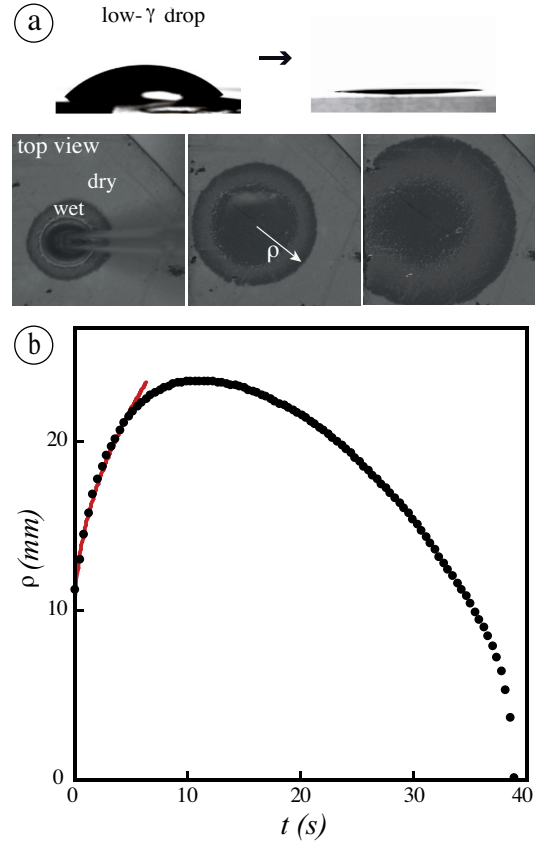 a
low-γ drop
top view
dry
wet
ρ
b
20
10
0
ρ (mm)
0 10 20 30 40
t (s)